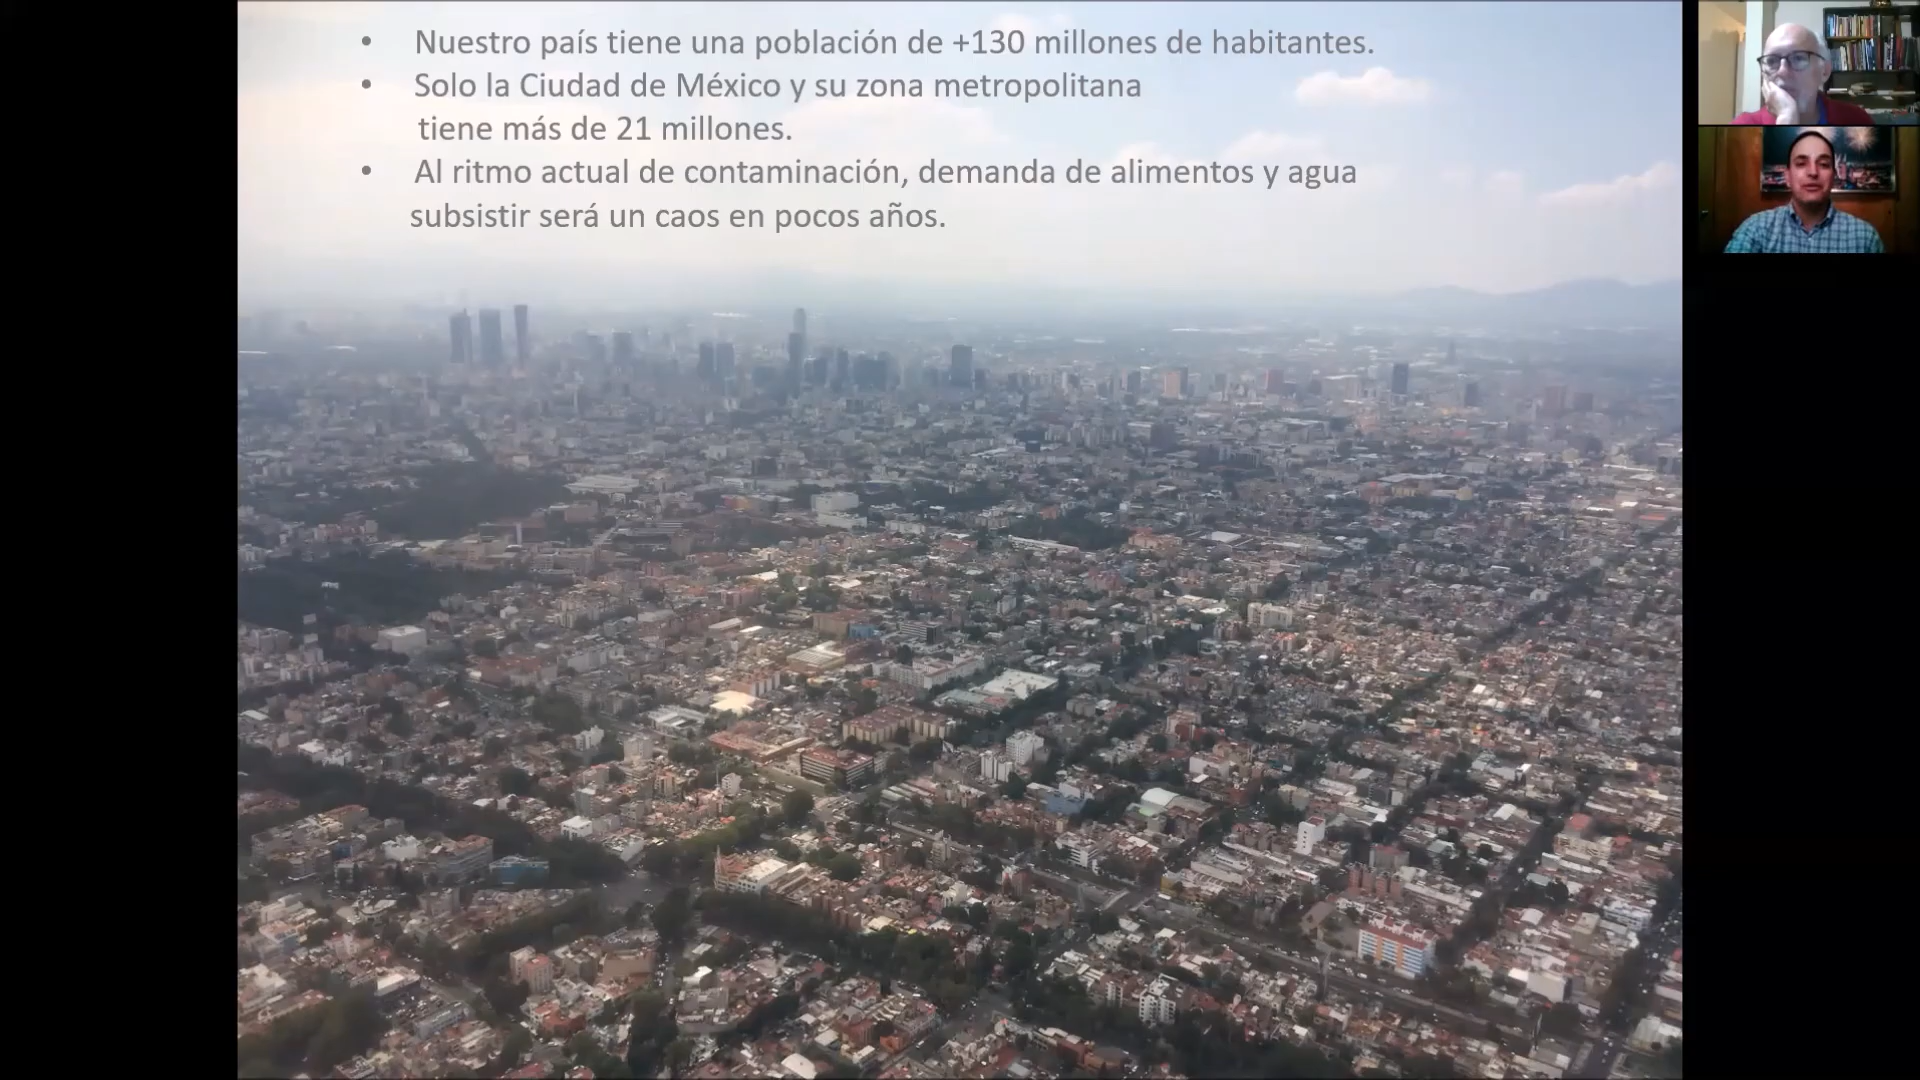 • Nuestro país tiene una población de +130 millones de habitantes.
• Solo la Ciudad de México y su zona metropolitana
tiene más de 21 millones.
• Al ritmo actual de contaminación, demanda de alimentos y agua
subsistir será un caos en pocos años.